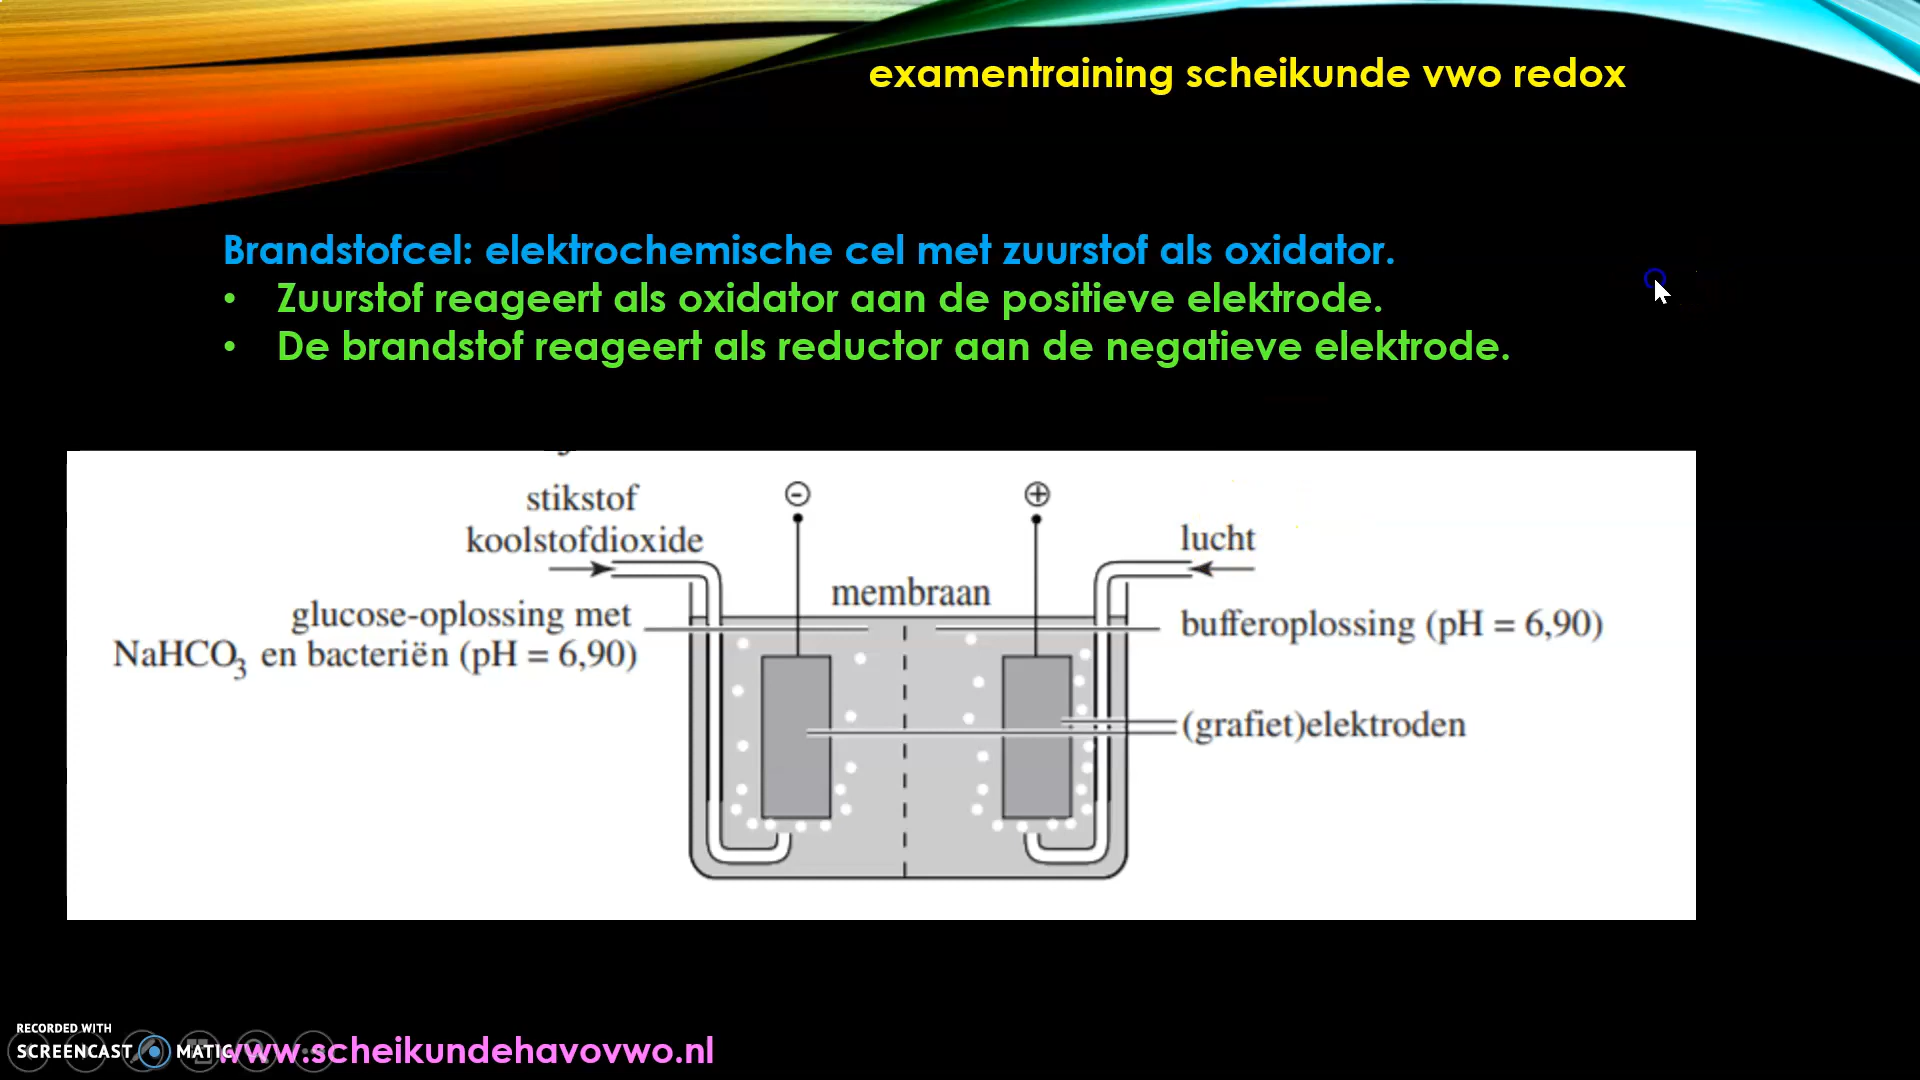 examentraining scheikunde vwo redox
Brandstofcel: elektrochemische cel met zuurstof als oxidator.
• Zuurstof reageert als oxidator aan de positieve elektrode.
• De brandstof reageert als reductor aan de negatieve elektrode.
stikstof
koolstofdioxide
⊖
⊕
lucht
membraan
glucose-oplossing met
NaHCO₃ en bacteriën (pH = 6,90)
bufferoplossing (pH = 6,90)
(grafiet)elektroden
RECORDED WITH
SCREENCAST MATIC
www.scheikundehavovwo.nl